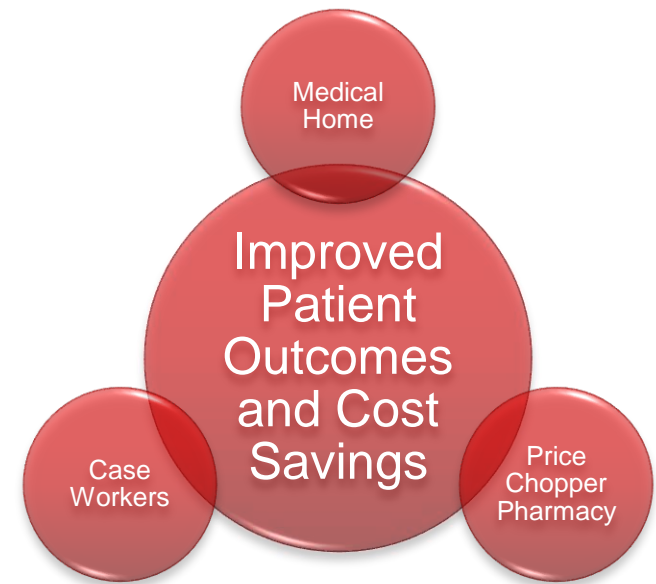 Medical
Home
Improved
Patient
Outcomes
and Cost
Savings
Case
Workers
Price
Chopper
Pharmacy